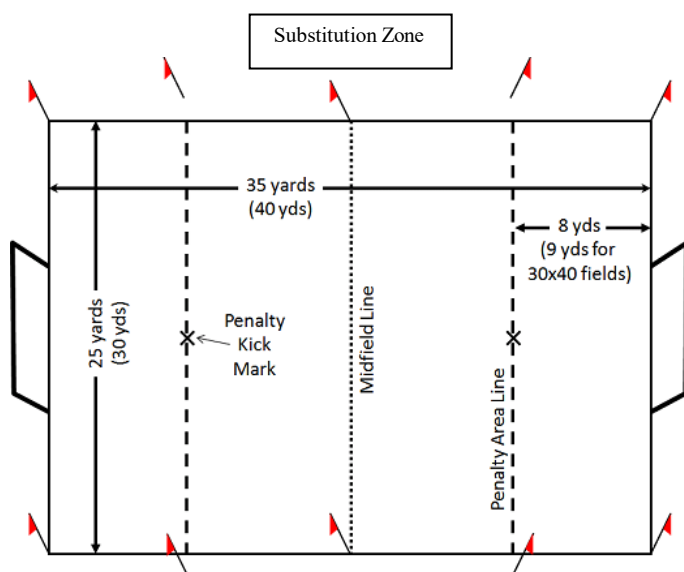 Substitution Zone
35 yards
(40 yds)
8 yds
(9 yds for
30x40 fields)
25 yards
(30 yds)
Penalty
Kick
Mark
Midfield Line
Penalty Area Line